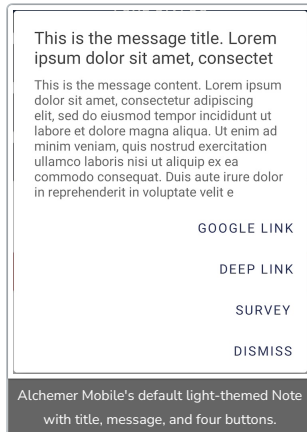 This is the message title. Lorem
ipsum dolor sit amet, consectet
This is the message content. Lorem ipsum
dolor sit amet, consectetur adipiscing
elit, sed do eiusmod tempor incididunt ut
labore et dolore magna aliqua. Ut enim ad
minim veniam, quis nostrud exercitation
ullamco laboris nisi ut aliquip ex ea
commodo consequat. Duis aute irure dolor
in reprehenderit in voluptate velit e
GOOGLE LINK
DEEP LINK
SURVEY
DISMISS
Alchemer Mobile's default light-themed Note
with title, message, and four buttons.